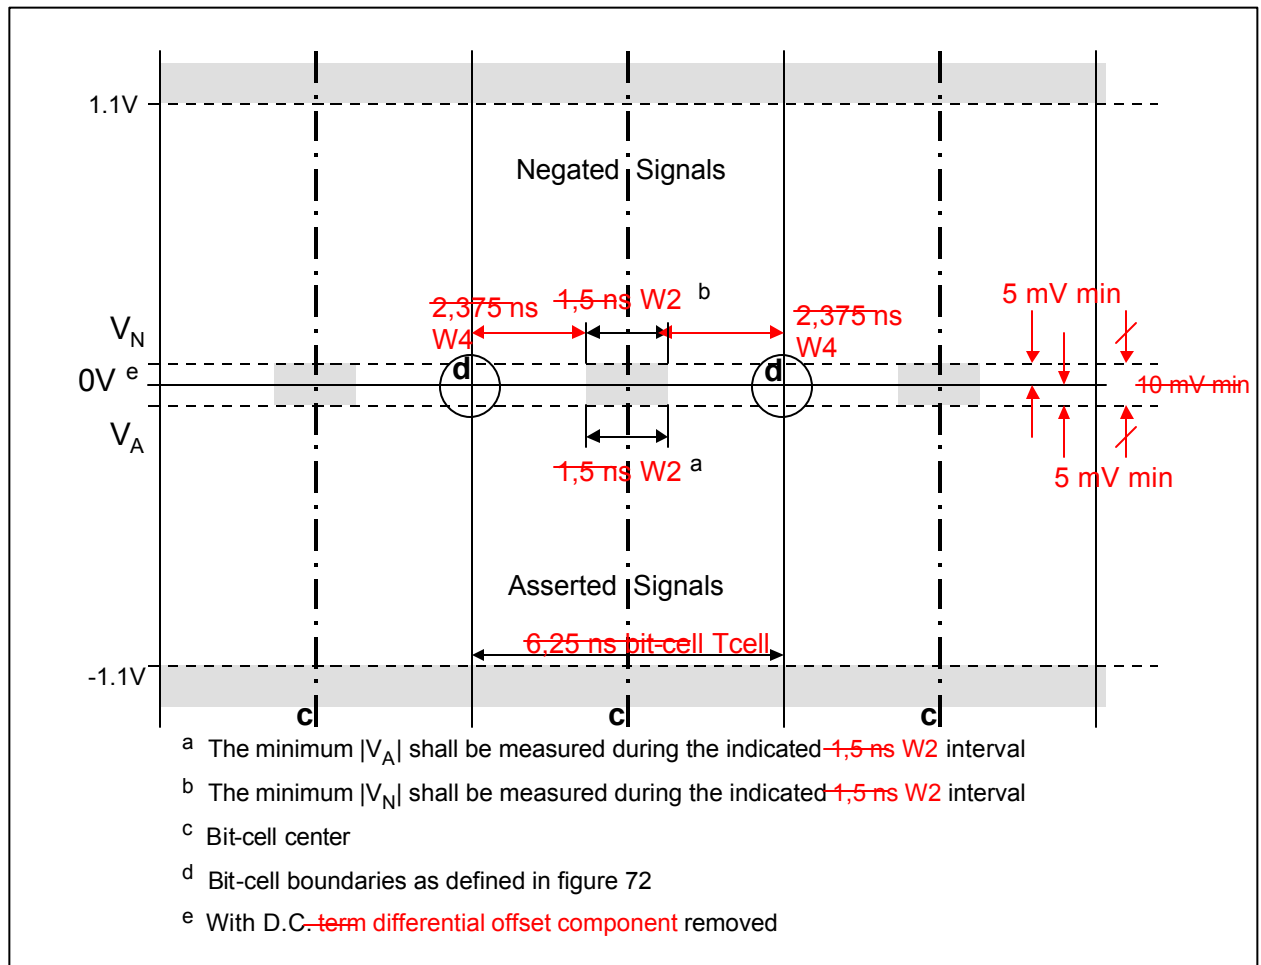 1.1V
Negated Signals
2,375 ns
W4
1,5 ns W2 b
2,375 ns
W4
5 mV min
VN
0V e
d
d
10 mV min
VA
1,5 ns W2 a
5 mV min
Asserted Signals
6,25 ns bit-cell Tcell
-1.1V
c
c
c
a The minimum |VA| shall be measured during the indicated 1,5 ns W2 interval
b The minimum |VN| shall be measured during the indicated 1,5 ns W2 interval
c Bit-cell center
d Bit-cell boundaries as defined in figure 72
e With D.C. term differential offset component removed